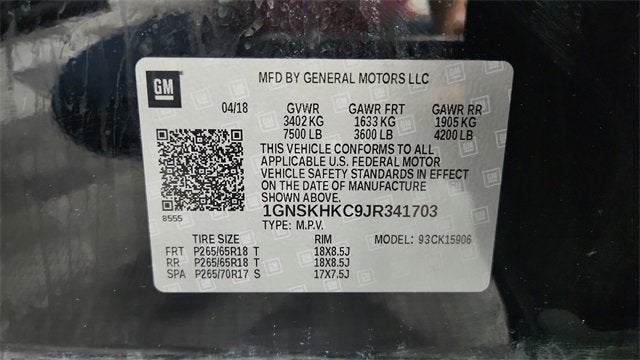 GM
MFD BY GENERAL MOTORS LLC
04/18 GVWR GAWR FRT GAWR RR
3402 KG 1633 KG 1905 KG
7500 LB 3600 LB 4200 LB
THIS VEHICLE CONFORMS TO ALL
APPLICABLE U.S. FEDERAL MOTOR
VEHICLE SAFETY STANDARDS IN EFFECT
ON THE DATE OF MANUFACTURE
SHOWN ABOVE.
8555
1GNSKHKC9JR341703
TYPE: M.P.V.
TIRE SIZE RIM MODEL: 93CK15906
FRT P265/65R18 T 18X8.5J
RR P265/65R18 T 18X8.5J
SPA P265/70R17 S 17X7.5J